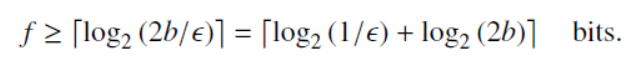 f ≥ ⌈log₂ (2b/ϵ)⌉ = ⌈log₂ (1/ϵ) + log₂ (2b)⌉ bits.